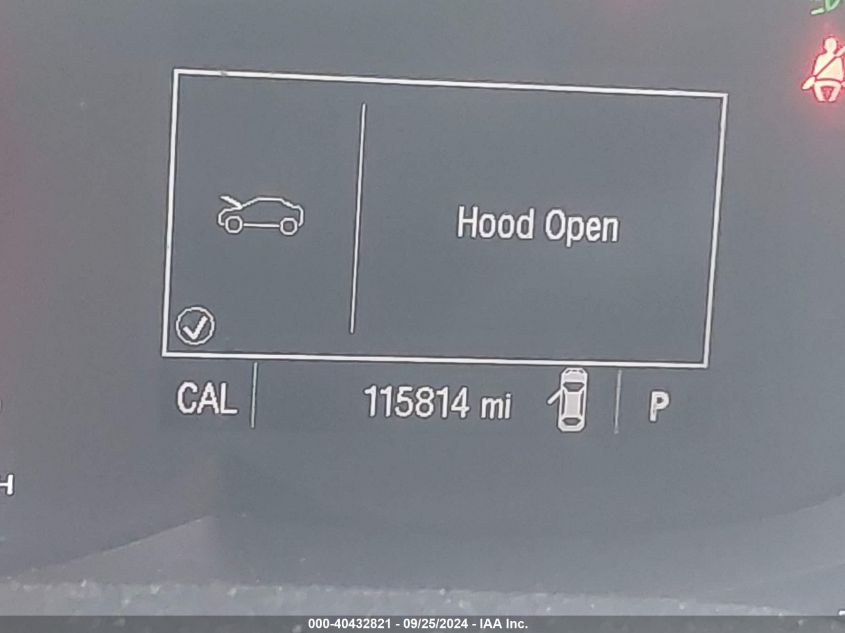 Hood Open
CAL 115814 mi P
000-40432821 - 09/25/2024 - IAA Inc.